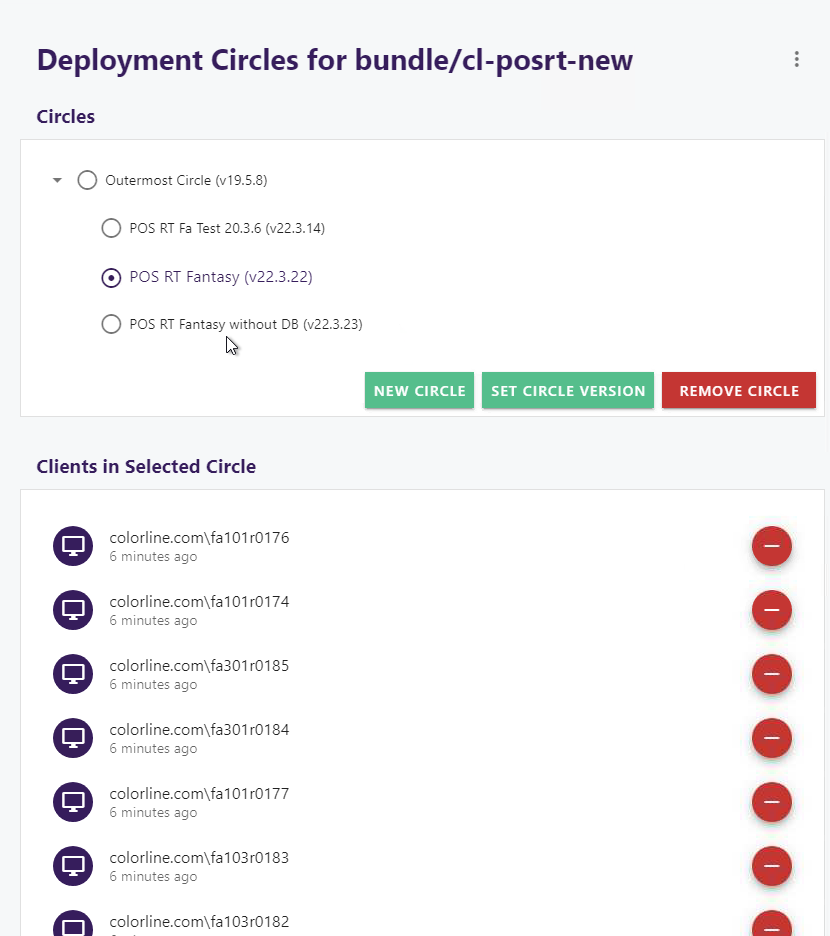 Deployment Circles for bundle/cl-posrt-new
Circles
Outermost Circle (v19.5.8)
POS RT Fa Test 20.3.6 (v22.3.14)
POS RT Fantasy (v22.3.22)
POS RT Fantasy without DB (v22.3.23)
NEW CIRCLE SET CIRCLE VERSION REMOVE CIRCLE
Clients in Selected Circle
colorline.com\fa101r0176
6 minutes ago
colorline.com\fa101r0174
6 minutes ago
colorline.com\fa301r0185
6 minutes ago
colorline.com\fa301r0184
6 minutes ago
colorline.com\fa101r0177
6 minutes ago
colorline.com\fa103r0183
6 minutes ago
colorline.com\fa103r0182